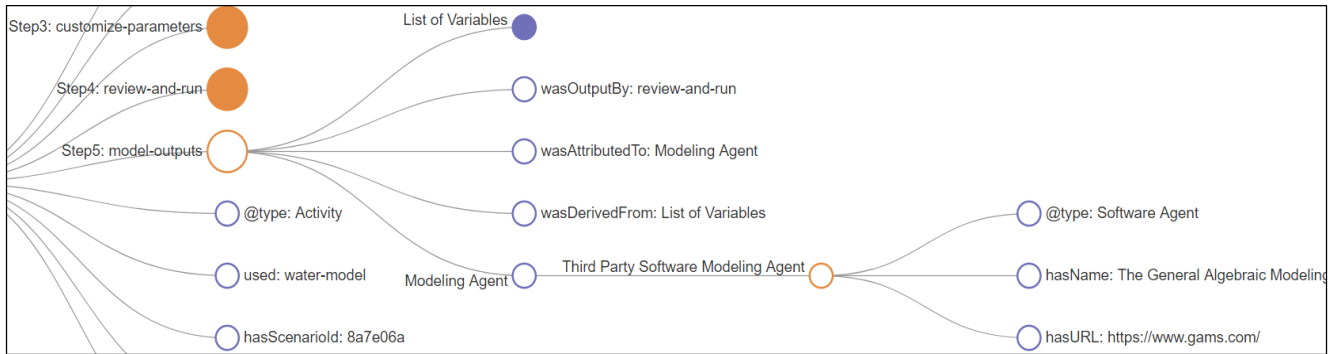 Step3: customize-parameters
List of Variables
Step4: review-and-run
wasOutputBy: review-and-run
Step5: model-outputs
wasAttributedTo: Modeling Agent
@type: Activity
wasDerivedFrom: List of Variables
@type: Software Agent
used: water-model
Modeling Agent
Third Party Software Modeling Agent
hasName: The General Algebraic Modeling
hasScenarioId: 8a7e06a
hasURL: https://www.gams.com/